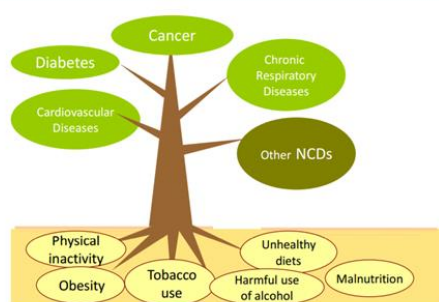 Cancer
Diabetes
Chronic
Respiratory
Diseases
Cardiovascular
Diseases
Other NCDs
Physical
inactivity
Unhealthy
diets
Obesity
Tobacco
use
Harmful use
of alcohol
Malnutrition